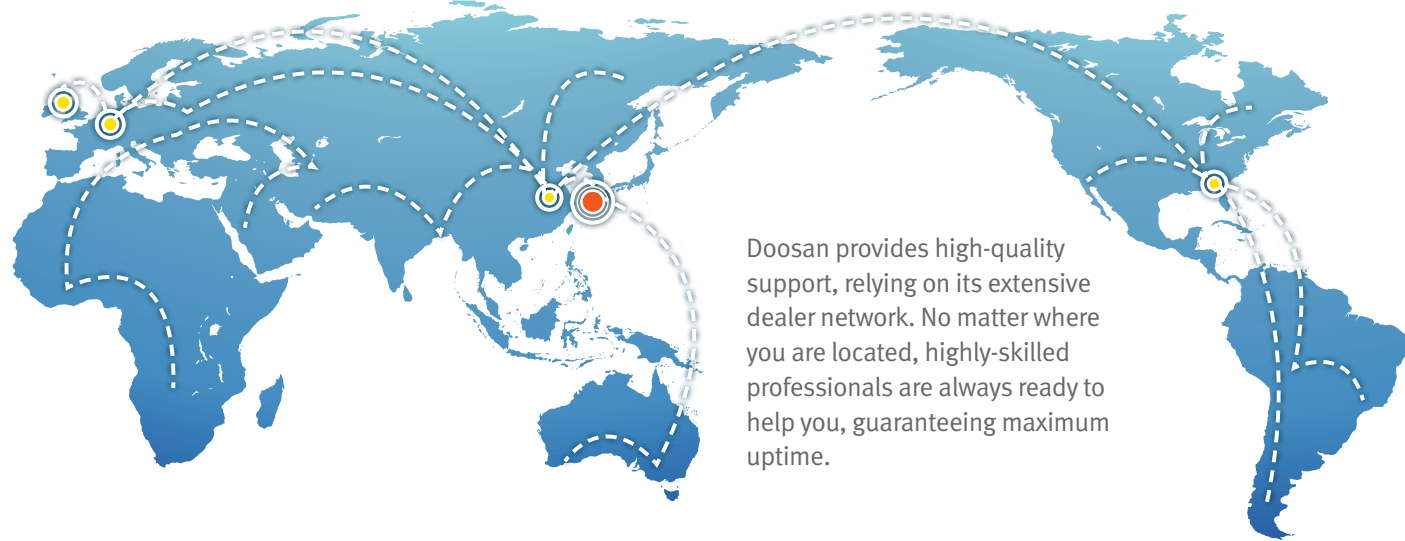 Doosan provides high-quality
support, relying on its extensive
dealer network. No matter where
you are located, highly-skilled
professionals are always ready to
help you, guaranteeing maximum
uptime.